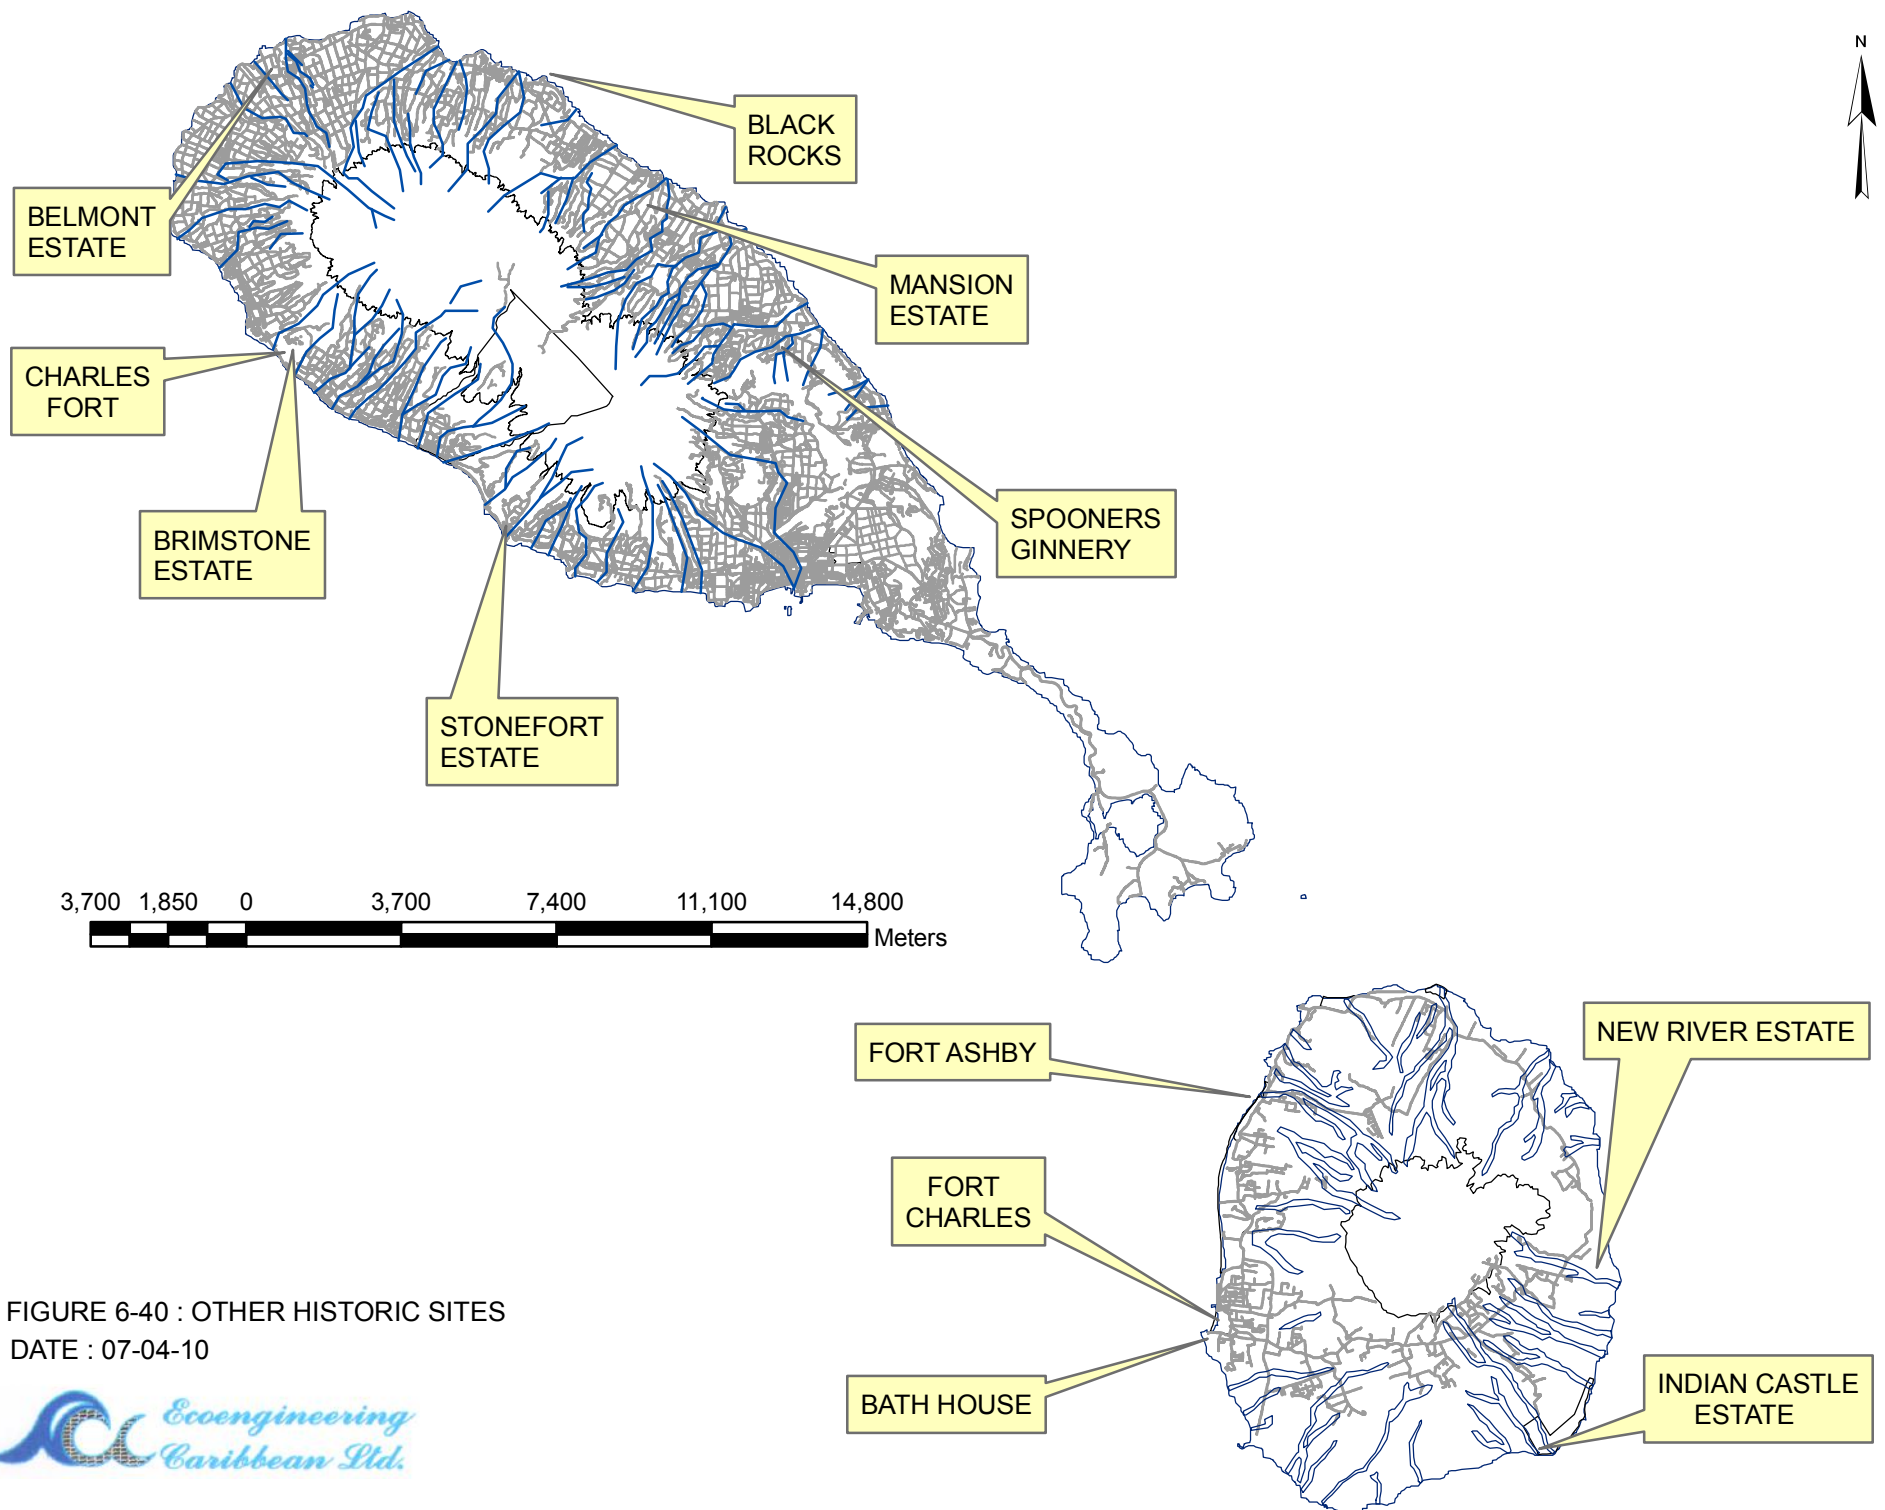 N
BLACK
ROCKS
BELMONT
ESTATE
MANSION
ESTATE
CHARLES
FORT
SPOONERS
GINNERY
BRIMSTONE
ESTATE
STONEFORT
ESTATE
3,700 1,850 0 3,700 7,400 11,100 14,800
Meters
FORT ASHBY
NEW RIVER ESTATE
FORT
CHARLES
BATH HOUSE
INDIAN CASTLE
ESTATE
FIGURE 6-40 : OTHER HISTORIC SITES
DATE : 07-04-10
Ecoengineering
Caribbean Ltd.